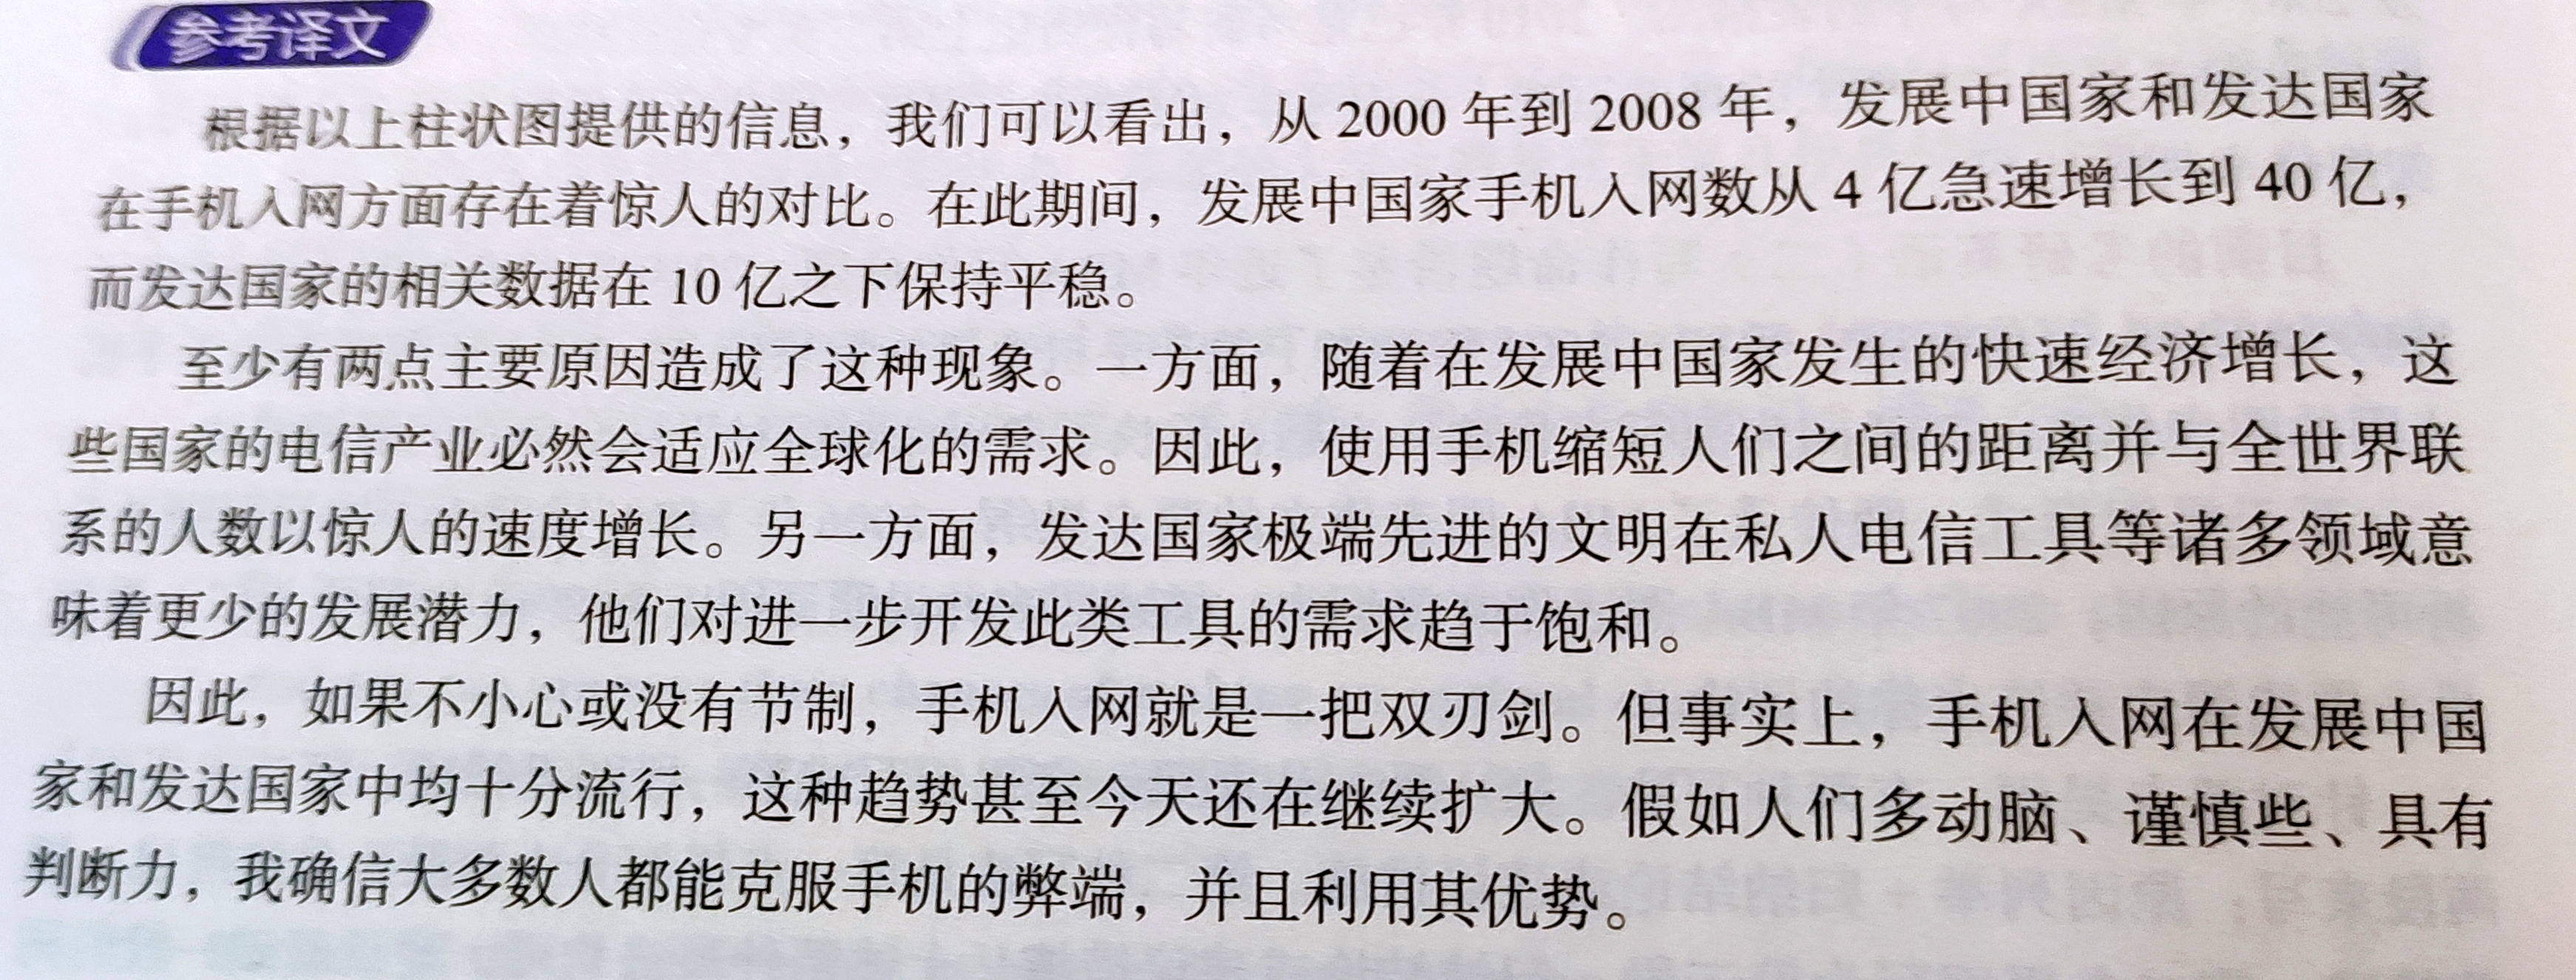 参考译文
根据以上柱状图提供的信息，我们可以看出，从 2000 年到 2008 年，发展中国家和发达国家
在手机入网方面存在着惊人的对比。在此期间，发展中国家手机入网数从 4 亿急速增长到 40 亿，
而发达国家的相关数据在 10 亿之下保持平稳。
至少有两点主要原因造成了这种现象。一方面，随着在发展中国家发生的快速经济增长，这
些国家的电信产业必然会适应全球化的需求。因此，使用手机缩短人们之间的距离并与全世界联
系的人数以惊人的速度增长。另一方面，发达国家极端先进的文明在私人电信工具等诸多领域意
味着更少的发展潜力，他们对进一步开发此类工具的需求趋于饱和。
因此，如果不小心或没有节制，手机入网就是一把双刃剑。但事实上，手机入网在发展中国
家和发达国家中均十分流行，这种趋势甚至今天还在继续扩大。假如人们多动脑、谨慎些、具有
判断力，我确信大多数人都能克服手机的弊端，并且利用其优势。